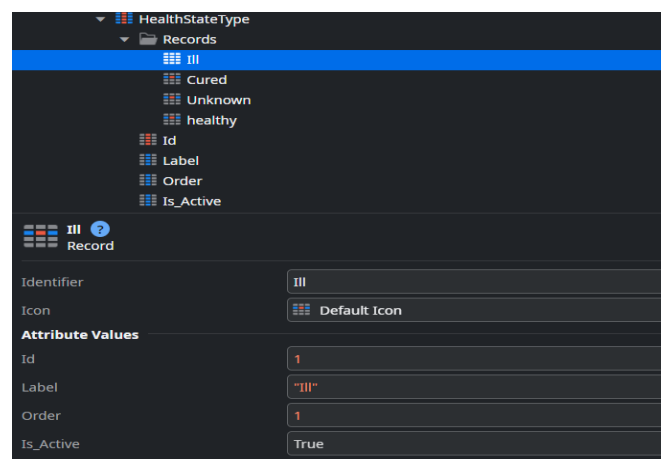 HealthStateType
Records
Ill
Cured
Unknown
healthy
Id
Label
Order
Is_Active
Ill ?
Record
Identifier Ill
Icon Default Icon
Attribute Values
Id 1
Label "Ill"
Order 1
Is_Active True